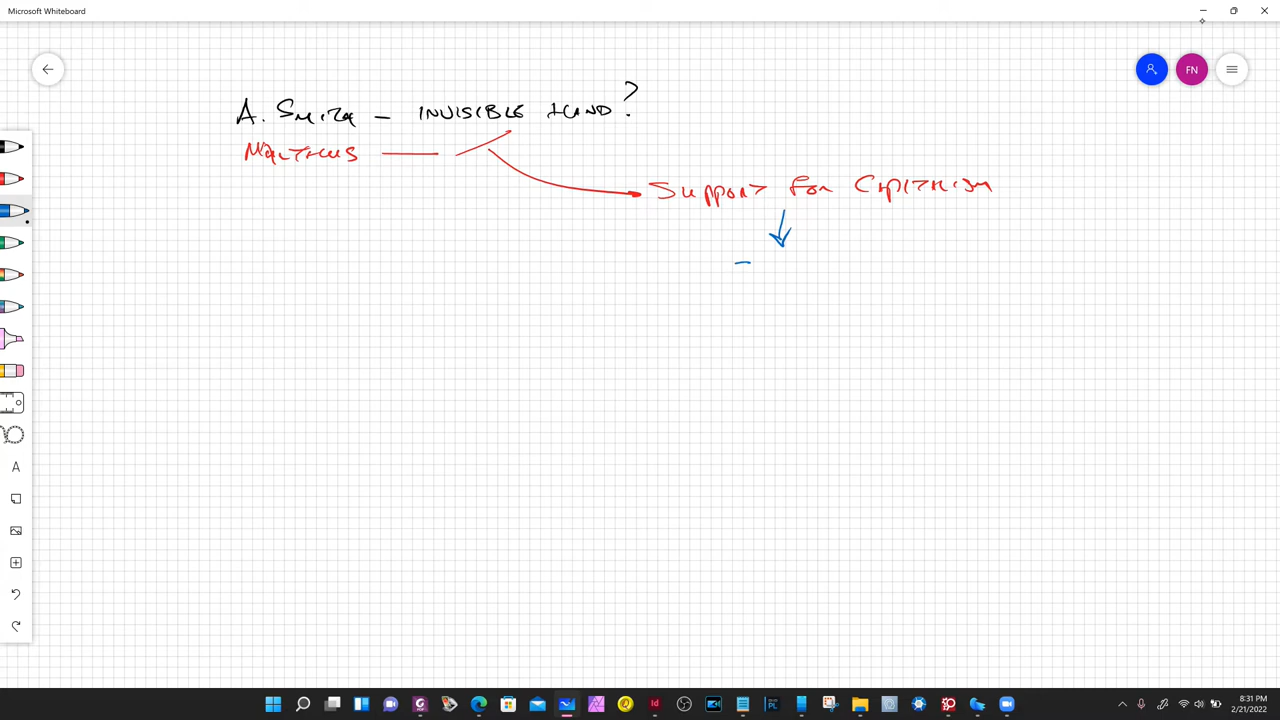 Microsoft Whiteboard
FN
A. Smith - INVISIBLE HAND?
Malthus
Support for Capitalism
A
8:31 PM
2/21/2022